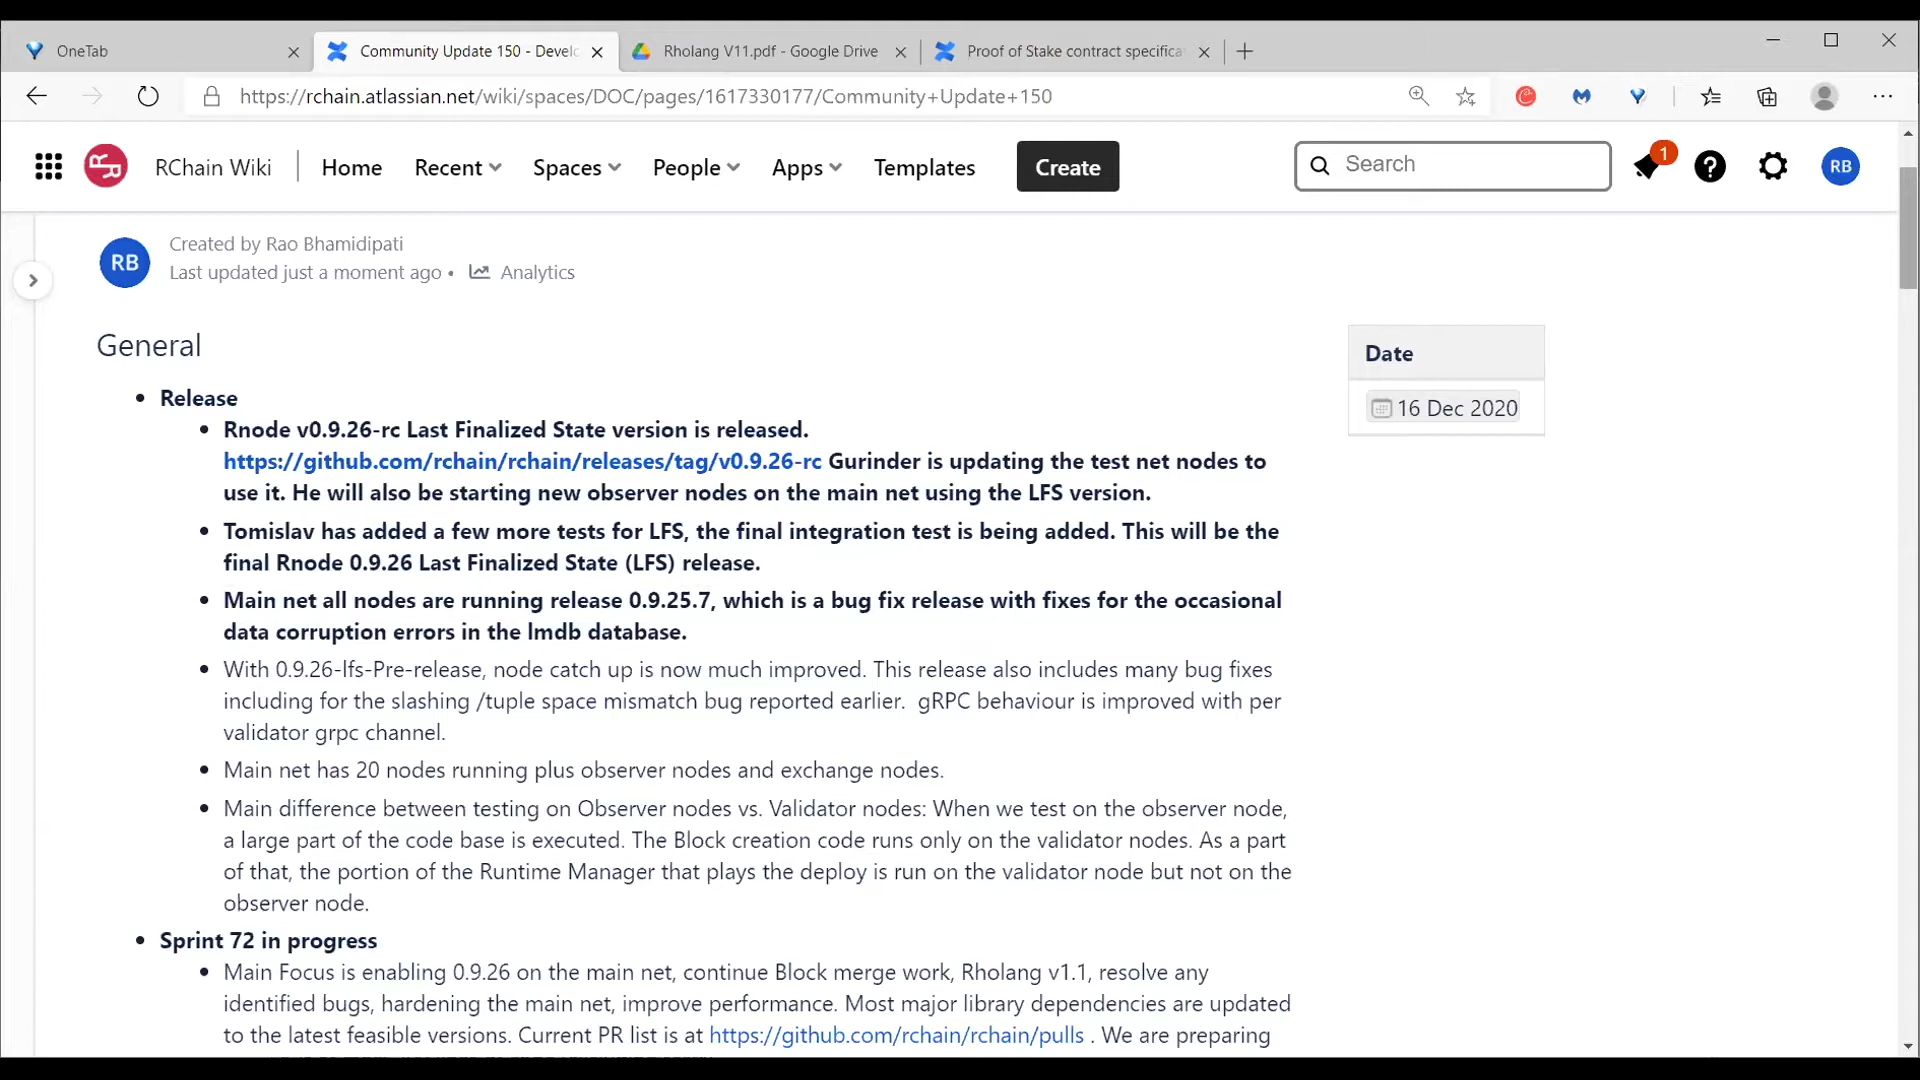 OneTab
Community Update 150 - Develo
Rholang V11.pdf - Google Drive
Proof of Stake contract specifica
https://rchain.atlassian.net/wiki/spaces/DOC/pages/1617330177/Community+Update+150
RChain Wiki
Home
Recent
Spaces
People
Apps
Templates
Create
Search
1
RB
RB
Created by Rao Bhamidipati
Last updated just a moment ago • Analytics
General
Date
16 Dec 2020
• Release
• Rnode v0.9.26-rc Last Finalized State version is released.
https://github.com/rchain/rchain/releases/tag/v0.9.26-rc Gurinder is updating the test net nodes to
use it. He will also be starting new observer nodes on the main net using the LFS version.
• Tomislav has added a few more tests for LFS, the final integration test is being added. This will be the
final Rnode 0.9.26 Last Finalized State (LFS) release.
• Main net all nodes are running release 0.9.25.7, which is a bug fix release with fixes for the occasional
data corruption errors in the lmdb database.
• With 0.9.26-lfs-Pre-release, node catch up is now much improved. This release also includes many bug fixes
including for the slashing /tuple space mismatch bug reported earlier.  gRPC behaviour is improved with per
validator grpc channel.
• Main net has 20 nodes running plus observer nodes and exchange nodes.
• Main difference between testing on Observer nodes vs. Validator nodes: When we test on the observer node,
a large part of the code base is executed. The Block creation code runs only on the validator nodes. As a part
of that, the portion of the Runtime Manager that plays the deploy is run on the validator node but not on the
observer node.
• Sprint 72 in progress
• Main Focus is enabling 0.9.26 on the main net, continue Block merge work, Rholang v1.1, resolve any
identified bugs, hardening the main net, improve performance. Most major library dependencies are updated
to the latest feasible versions. Current PR list is at https://github.com/rchain/rchain/pulls . We are preparing